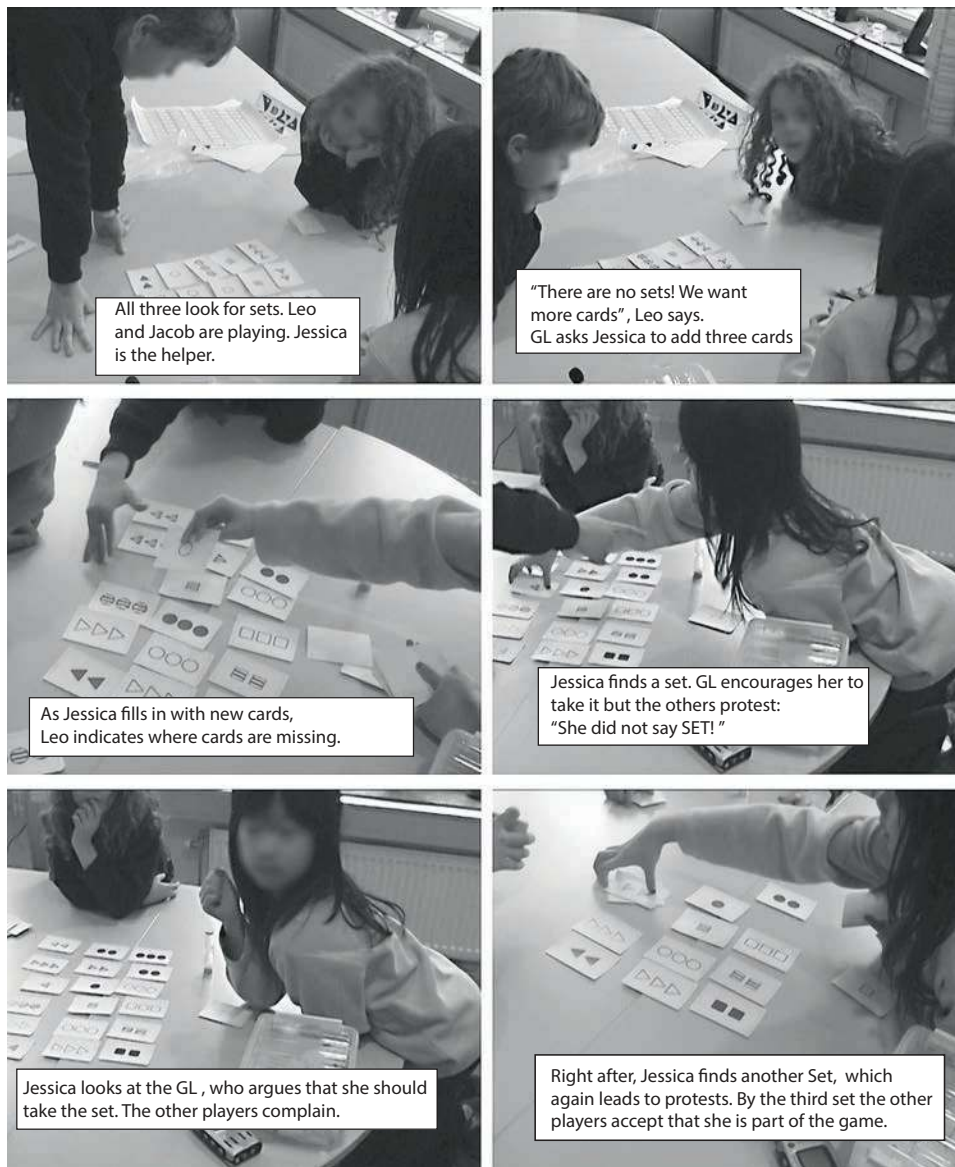 All three look for sets. Leo
and Jacob are playing. Jessica
is the helper.
“There are no sets! We want
more cards”, Leo says.
GL asks Jessica to add three cards
As Jessica fills in with new cards,
Leo indicates where cards are missing.
Jessica finds a set. GL encourages her to
take it but the others protest:
“She did not say SET! ”
Jessica looks at the GL , who argues that she should
take the set. The other players complain.
Right after, Jessica finds another Set, which
again leads to protests. By the third set the other
players accept that she is part of the game.